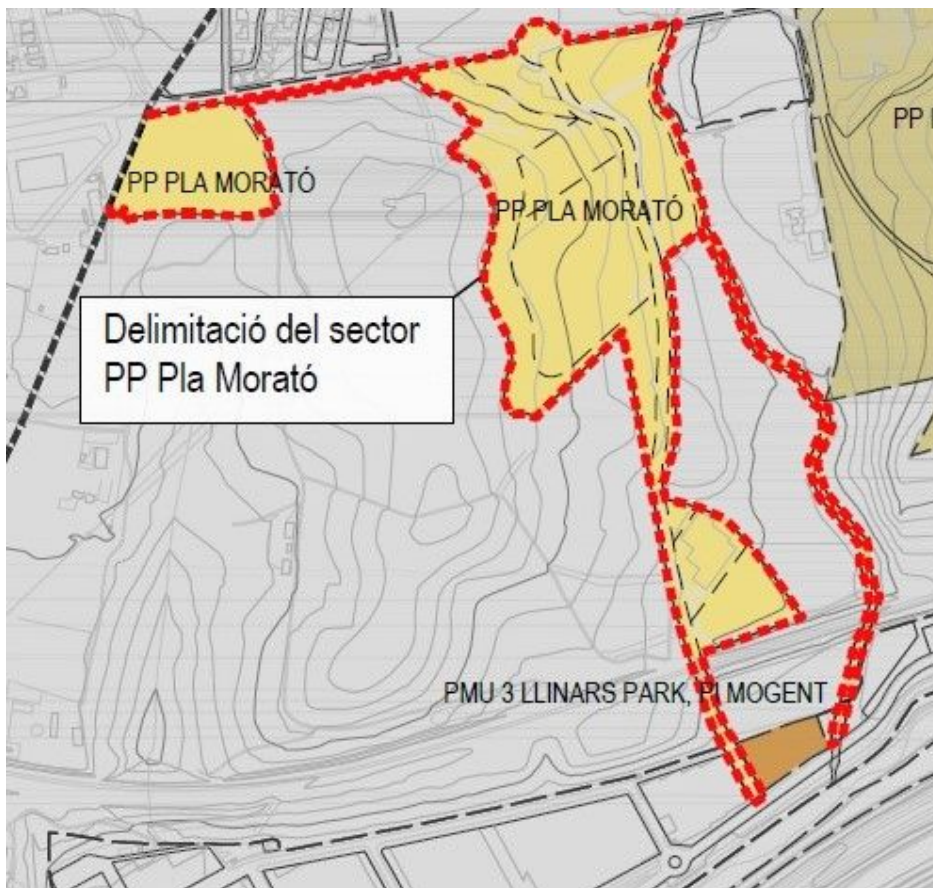 PP
PP PLA MORATÓ
PP PLA MORATÓ
Delimitació del sector
PP Pla Morató
PMU 3 LLINARS PARK, PI MOGENT